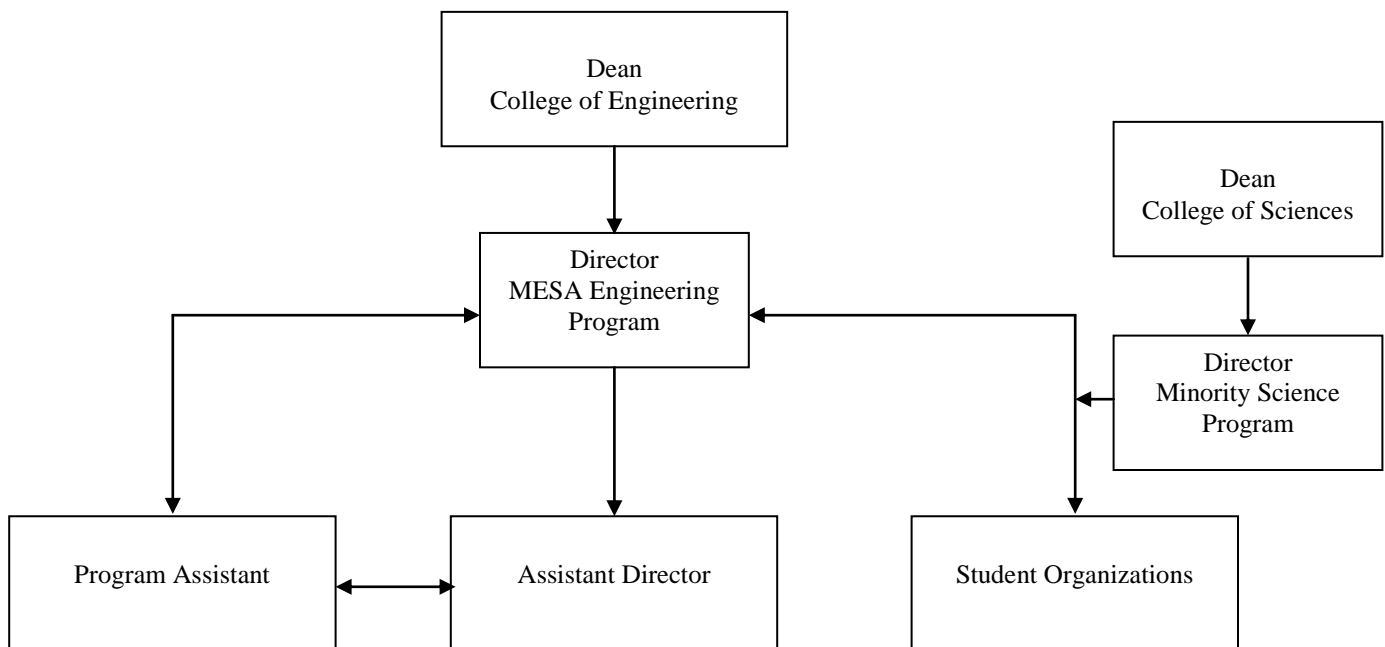 Dean
College of Engineering
Dean
College of Sciences
Director
MESA Engineering
Program
Director
Minority Science
Program
Program Assistant
Assistant Director
Student Organizations